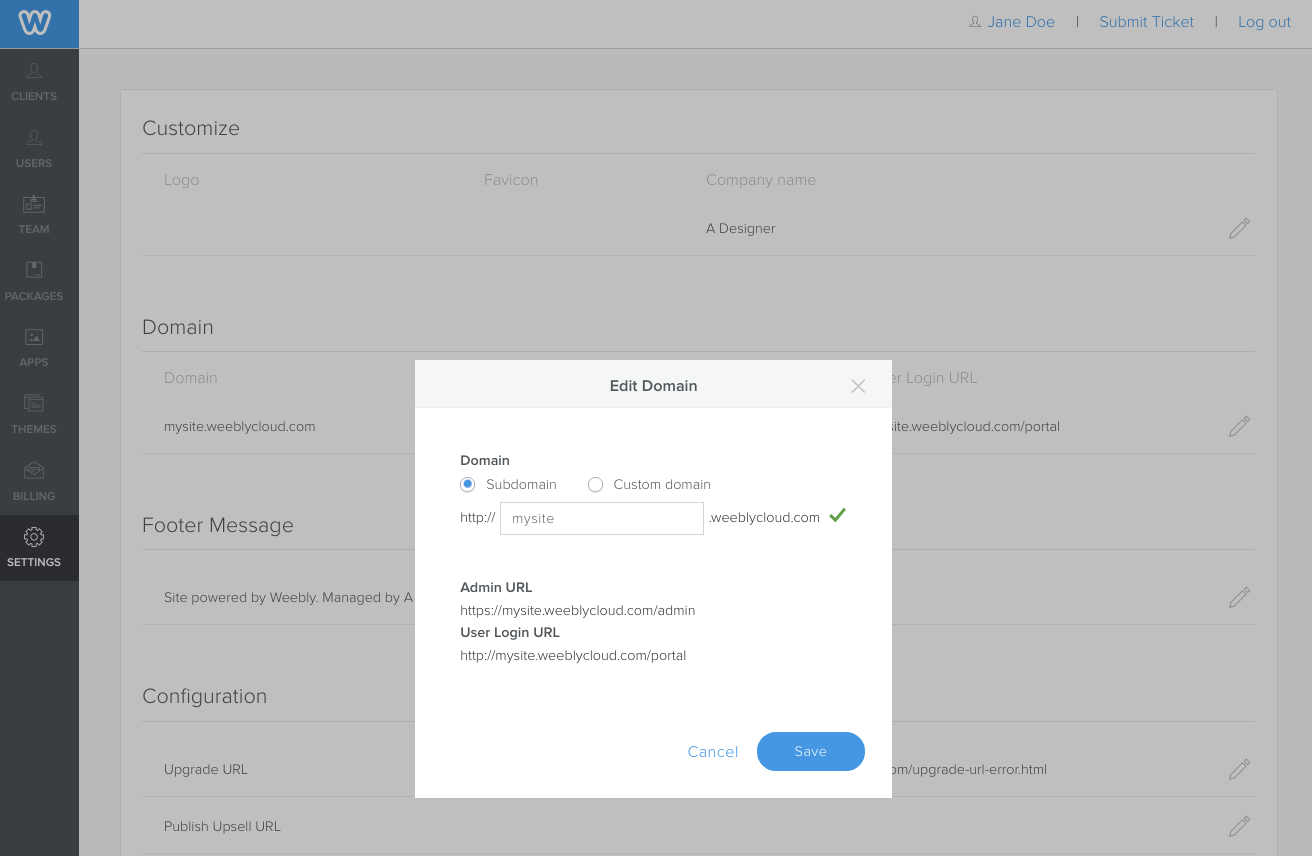 Jane Doe | Submit Ticket | Log out
CLIENTS
USERS
TEAM
PACKAGES
APPS
THEMES
BILLING
SETTINGS
Customize
Logo Favicon Company name
A Designer
Domain
Domain
mysite.weeblycloud.com
Login URL
.weeblycloud.com/portal
Footer Message
Site powered by Weebly. Managed by A
Configuration
Upgrade URL
/upgrade-url-error.html
Publish Upsell URL
Edit Domain
Domain
Subdomain Custom domain
http:// mysite .weeblycloud.com
Admin URL
https://mysite.weeblycloud.com/admin
User Login URL
http://mysite.weeblycloud.com/portal
Cancel Save